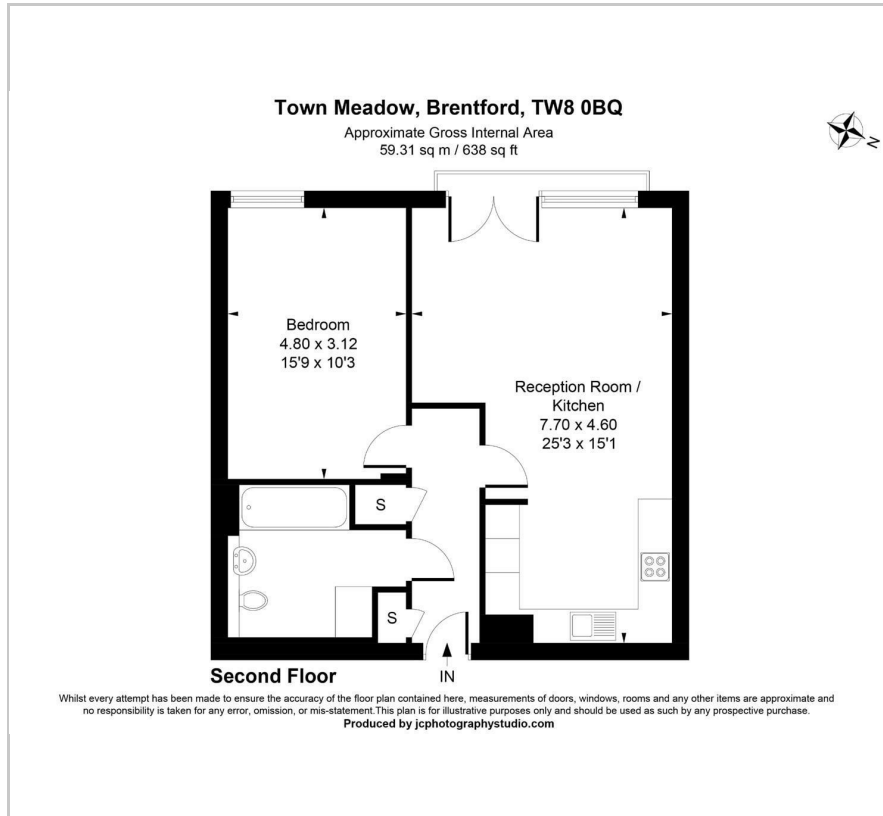 Town Meadow, Brentford, TW8 0BQ
Approximate Gross Internal Area
59.31 sq m / 638 sq ft
N
Bedroom
4.80 x 3.12
15'9 x 10'3
Reception Room /
Kitchen
7.70 x 4.60
25'3 x 15'1
S
S
Second Floor
IN
Whilst every attempt has been made to ensure the accuracy of the floor plan contained here, measurements of doors, windows, rooms and any other items are approximate and
no responsibility is taken for any error, omission, or mis-statement.This plan is for illustrative purposes only and should be used as such by any prospective purchase.
Produced by jcphotographystudio.com